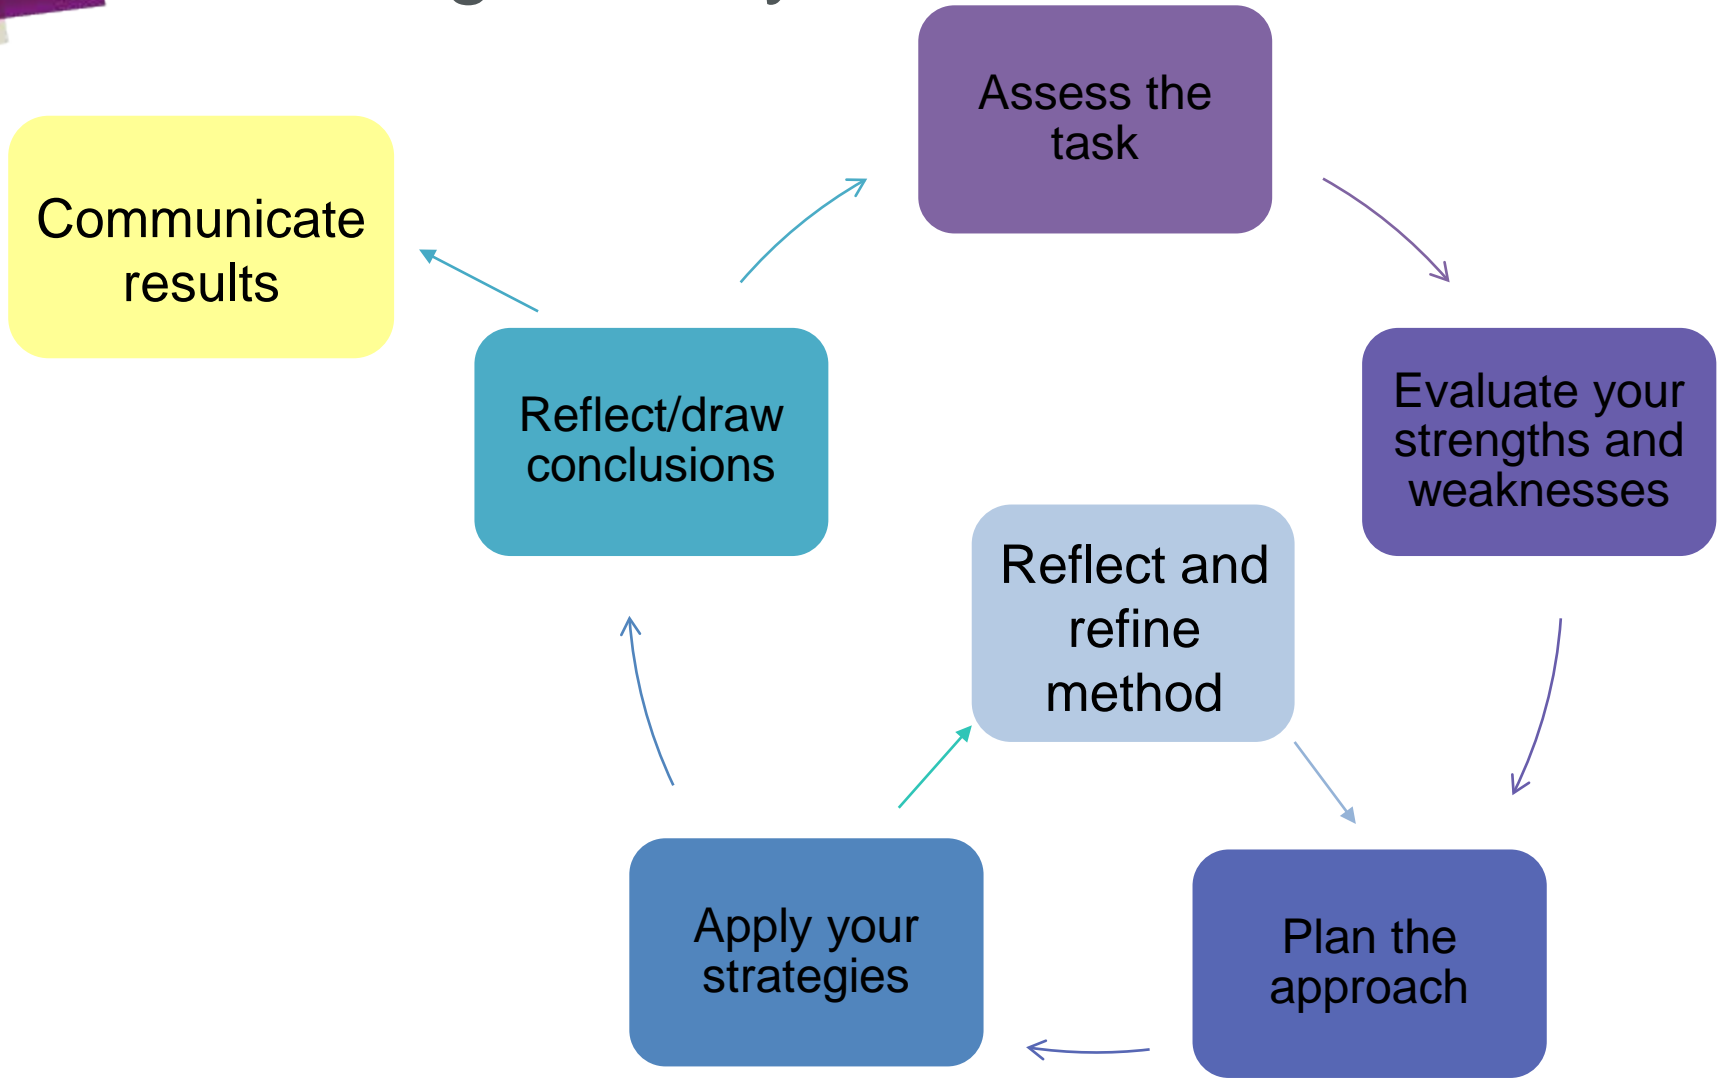 Assess the
task
Communicate
results
Reflect/draw
conclusions
Evaluate your
strengths and
weaknesses
Reflect and
refine
method
Apply your
strategies
Plan the
approach